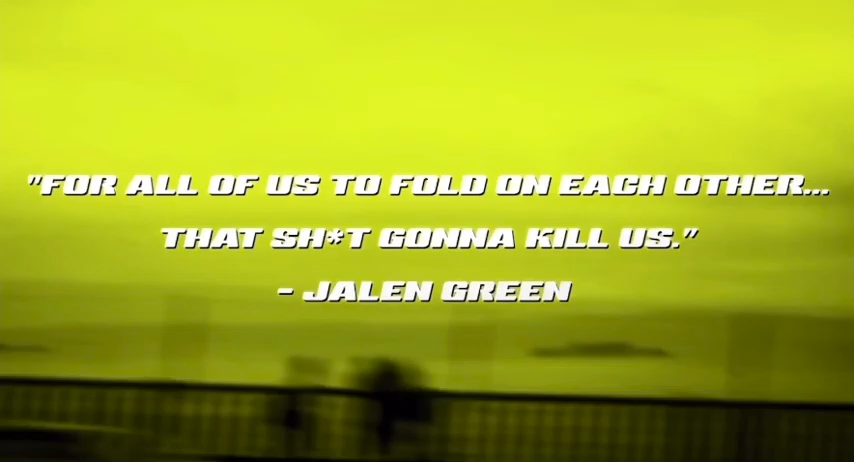 "FOR ALL OF US TO FOLD ON EACH OTHER...
THAT SH*T GONNA KILL US."
- JALEN GREEN